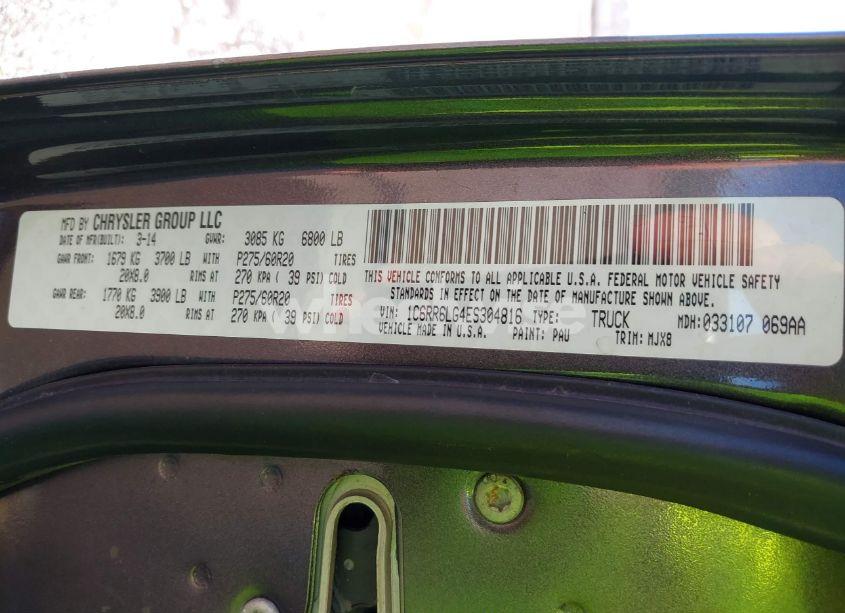 MFD BY CHRYSLER GROUP LLC
DATE OF MFR(BUILT): 3-14 GVWR: 3085 KG 6800 LB
GAWR FRONT: 1679 KG 3700 LB WITH P275/60R20 TIRES
20X8.0 RIMS AT 270 KPA ( 39 PSI) COLD
GAWR REAR: 1770 KG 3900 LB WITH P275/60R20 TIRES
20X8.0 RIMS AT 270 KPA ( 39 PSI) COLD
THIS VEHICLE CONFORMS TO ALL APPLICABLE U.S.A. FEDERAL MOTOR VEHICLE SAFETY
STANDARDS IN EFFECT ON THE DATE OF MANUFACTURE SHOWN ABOVE.
VIN: 1C6RR6LG4ES304816 TYPE: TRUCK MDH: 033107 069AA
VEHICLE MADE IN U.S.A. PAINT: PAU TRIM: MJX8